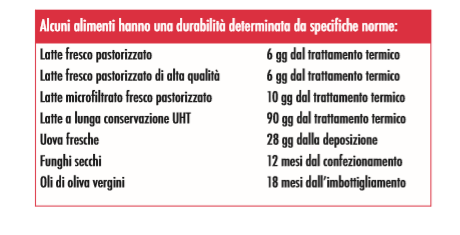 Alcuni alimenti hanno una durabilità determinata da specifiche norme:
Latte fresco pastorizzato 6 gg dal trattamento termico
Latte fresco pastorizzato di alta qualità 6 gg dal trattamento termico
Latte microfiltrato fresco pastorizzato 10 gg dal trattamento termico
Latte a lunga conservazione UHT 90 gg dal trattamento termico
Uova fresche 28 gg dalla deposizione
Funghi secchi 12 mesi dal confezionamento
Oli di oliva vergini 18 mesi dall'imbottigliamento